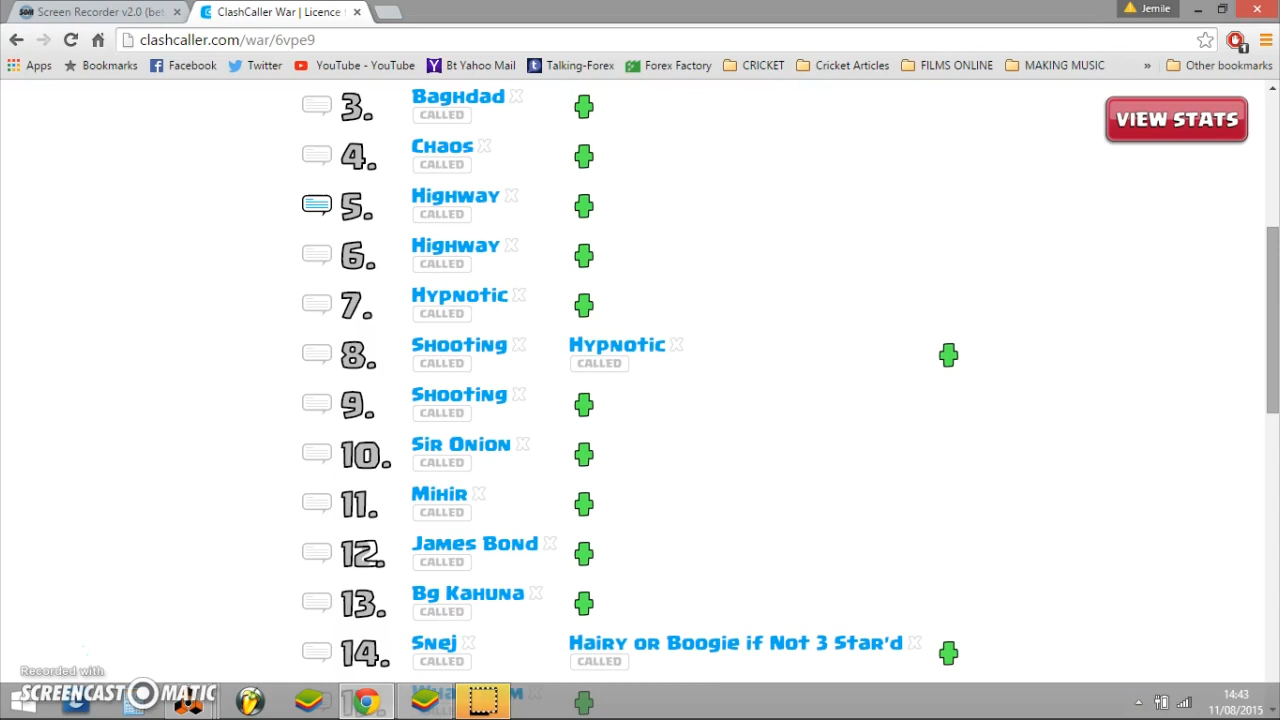 Screen Recorder v2.0 (bet
ClashCaller War | Licence
Jemile
clashcaller.com/war/6vpe9
Apps Bookmarks Facebook Twitter YouTube - YouTube Bt Yahoo Mail Talking-Forex Forex Factory CRICKET Cricket Articles FILMS ONLINE MAKING MUSIC » Other bookmarks
VIEW STATS
3. Baghdad X
CALLED
4. Chaos X
CALLED
5. Highway X
CALLED
6. Highway X
CALLED
7. Hypnotic X
CALLED
8. Shooting X Hypnotic X
CALLED CALLED
9. Shooting X
CALLED
10. Sir Onion X
CALLED
11. Mihir X
CALLED
12. James Bond X
CALLED
13. Bg Kahuna X
CALLED
14. Snej X Hairy or Boogie if Not 3 Star'd X
CALLED CALLED
Recorded with
SCREENCAST MATIC
14:43
11/08/2015